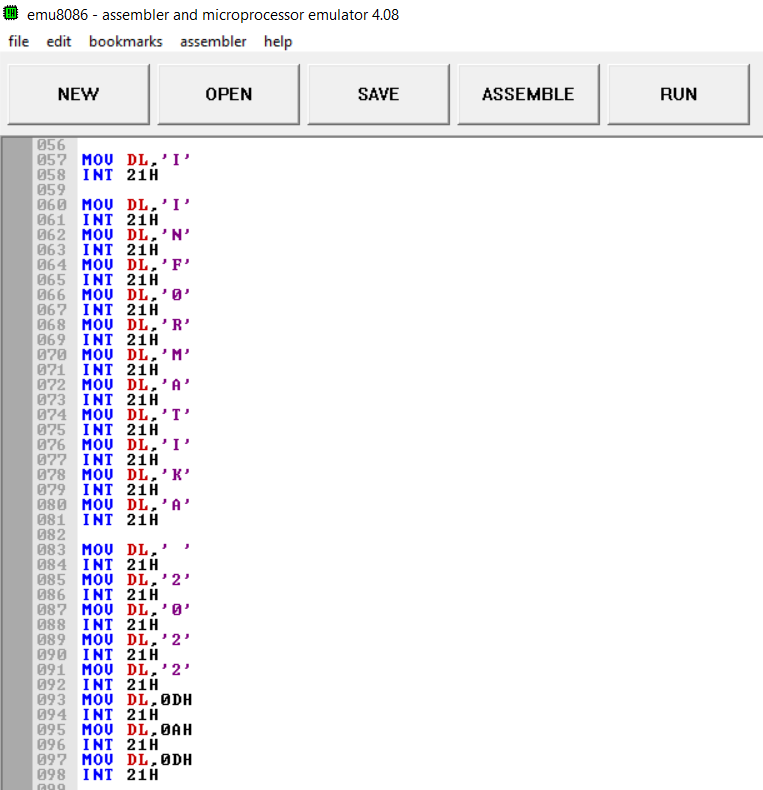 emu8086 - assembler and microprocessor emulator 4.08
file edit bookmarks assembler help
NEW OPEN SAVE ASSEMBLE RUN
056
057 MOV DL,'I'
058 INT 21H
059
060 MOV DL,'I'
061 INT 21H
062 MOV DL,'N'
063 INT 21H
064 MOV DL,'F'
065 INT 21H
066 MOV DL,'0'
067 INT 21H
068 MOV DL,'R'
069 INT 21H
070 MOV DL,'M'
071 INT 21H
072 MOV DL,'A'
073 INT 21H
074 MOV DL,'T'
075 INT 21H
076 MOV DL,'I'
077 INT 21H
078 MOV DL,'K'
079 INT 21H
080 MOV DL,'A'
081 INT 21H
082
083 MOV DL,' '
084 INT 21H
085 MOV DL,'2'
086 INT 21H
087 MOV DL,'0'
088 INT 21H
089 MOV DL,'2'
090 INT 21H
091 MOV DL,'2'
092 INT 21H
093 MOV DL,0DH
094 INT 21H
095 MOV DL,0AH
096 INT 21H
097 MOV DL,0DH
098 INT 21H
099